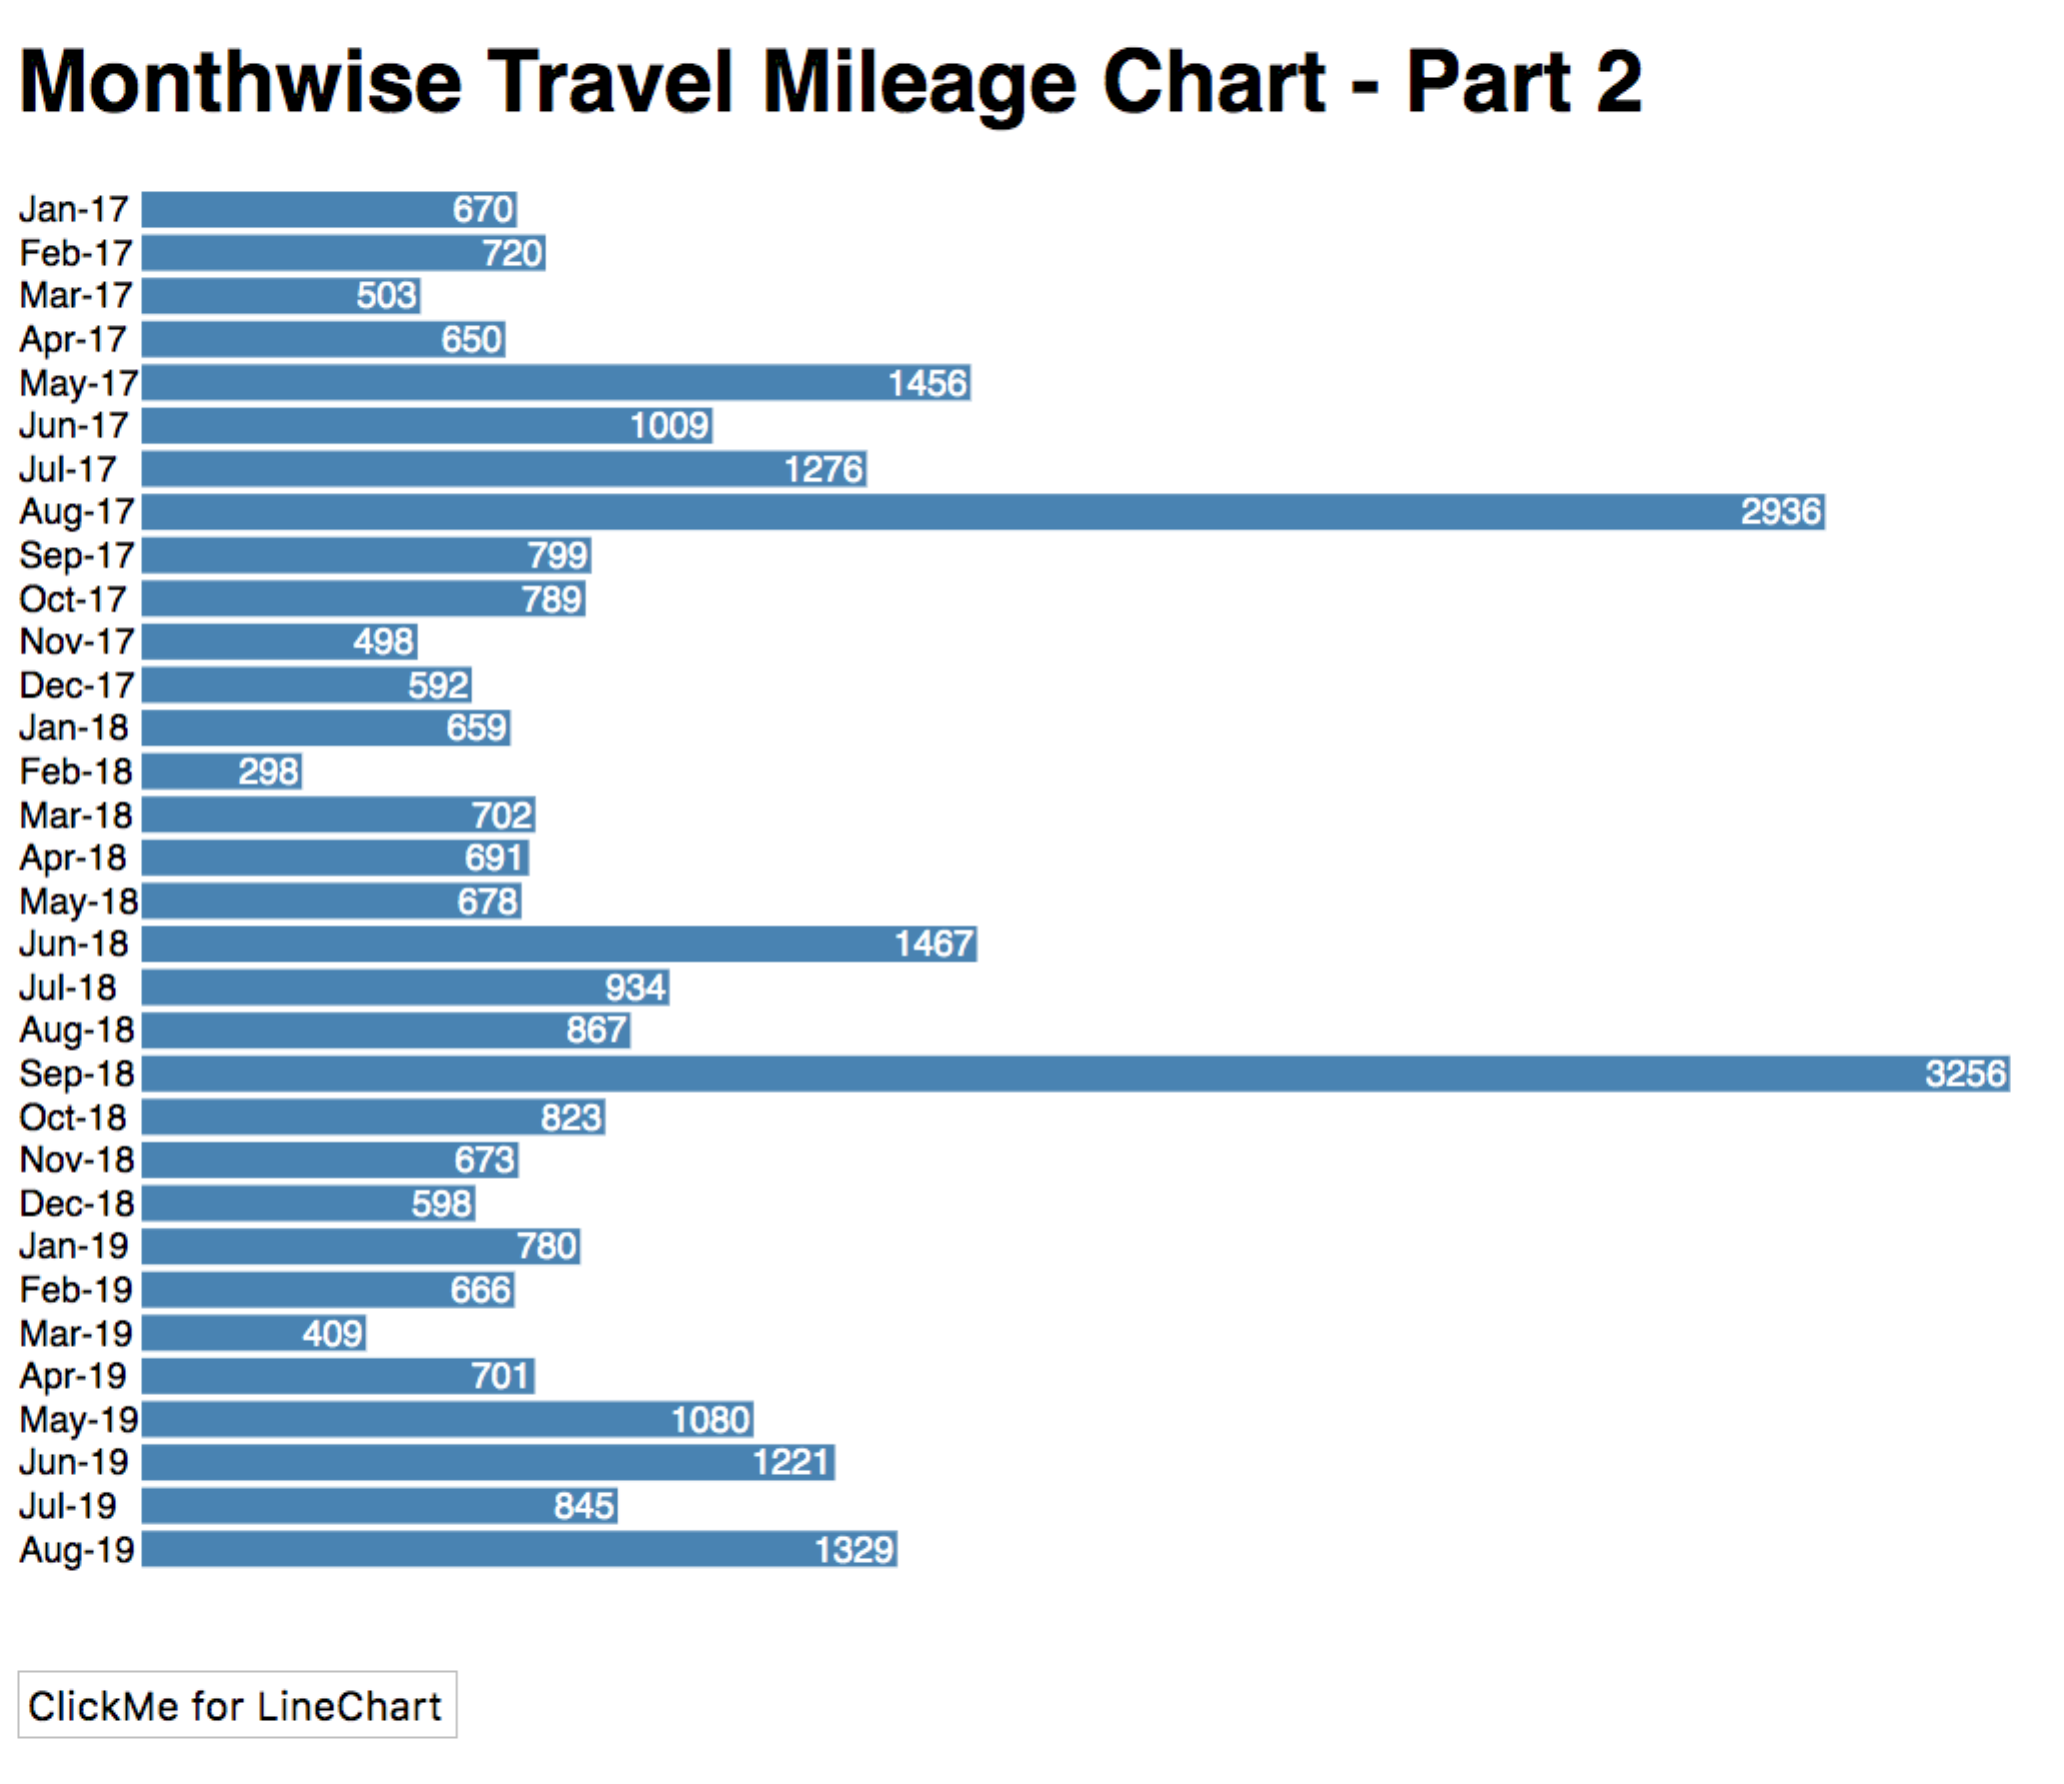 Monthwise Travel Mileage Chart - Part 2
Jan-17 670
Feb-17 720
Mar-17 503
Apr-17 650
May-17 1456
Jun-17 1009
Jul-17 1276
Aug-17 2936
Sep-17 799
Oct-17 789
Nov-17 498
Dec-17 592
Jan-18 659
Feb-18 298
Mar-18 702
Apr-18 691
May-18 678
Jun-18 1467
Jul-18 934
Aug-18 867
Sep-18 3256
Oct-18 823
Nov-18 673
Dec-18 598
Jan-19 780
Feb-19 666
Mar-19 409
Apr-19 701
May-19 1080
Jun-19 1221
Jul-19 845
Aug-19 1329
ClickMe for LineChart